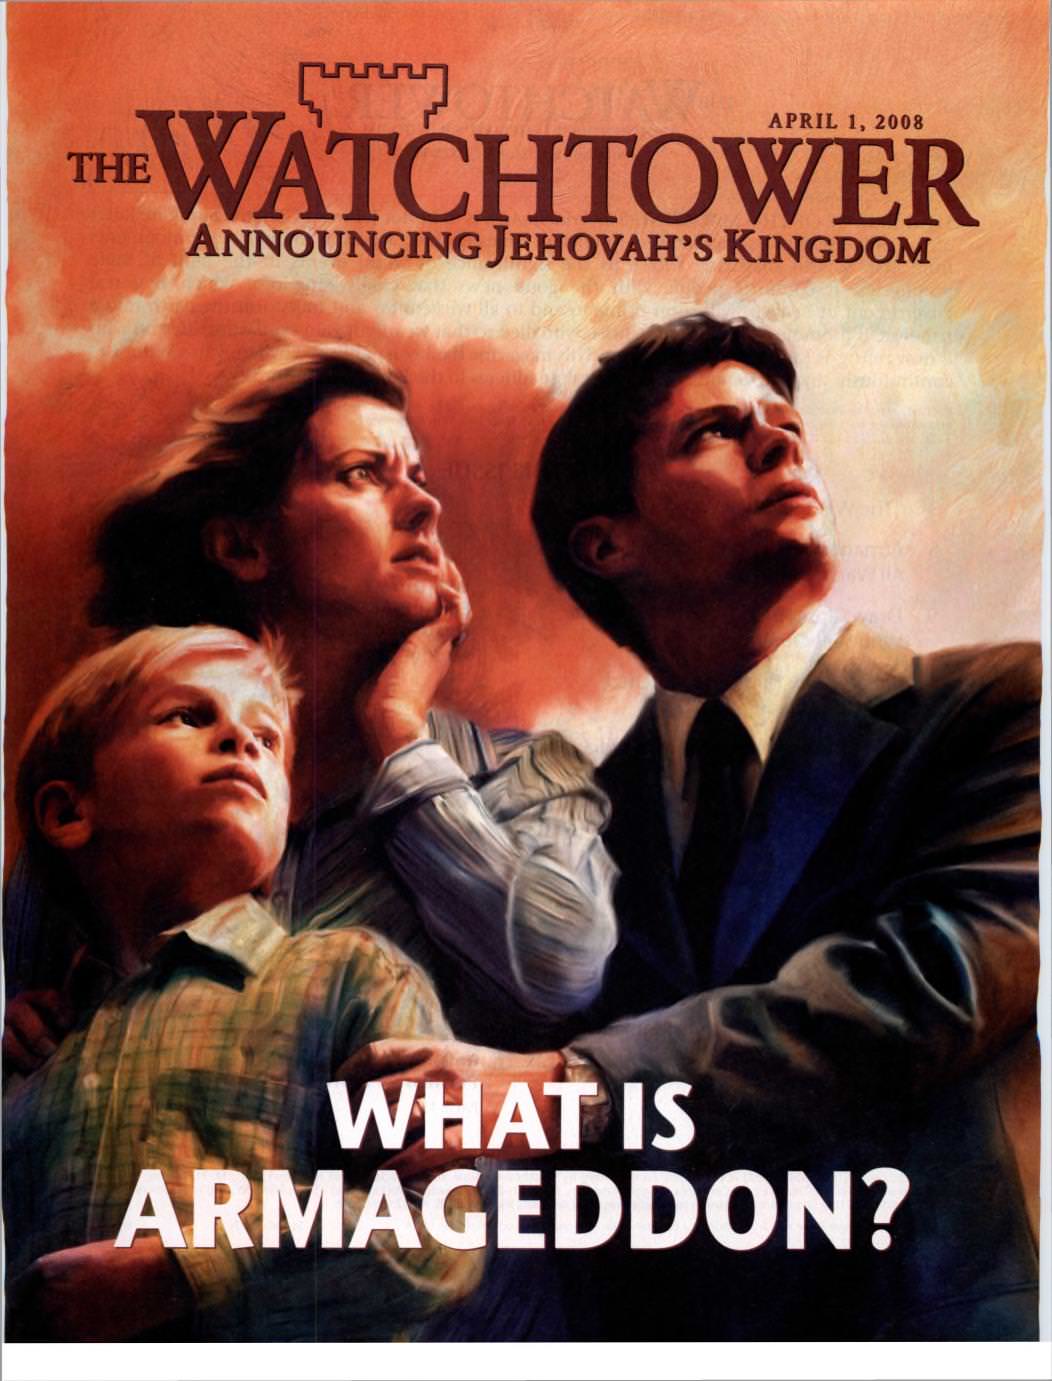 APRIL 1, 2008
THE WATCHTOWER
ANNOUNCING JEHOVAH'S KINGDOM
WHAT IS
ARMAGEDDON?